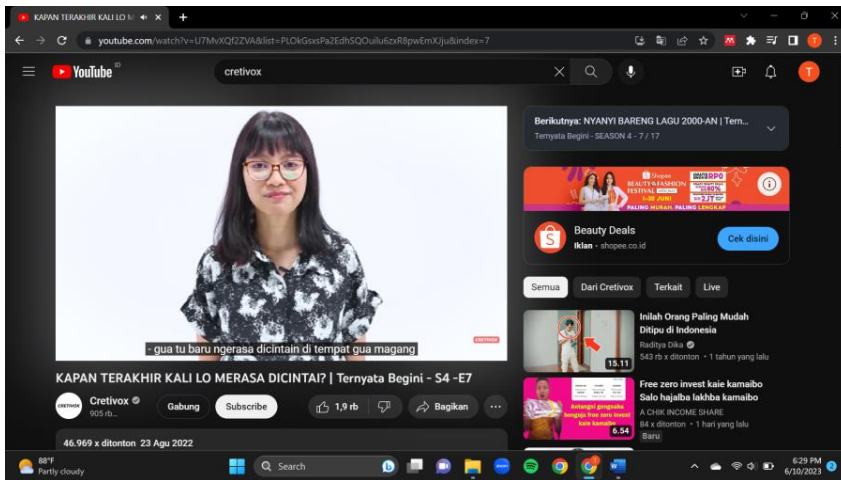 KAPAN TERAKHIR KALI LO M
youtube.com/watch?v=U7MvXQf2ZVA&list=PLOkGsxsPa2EdhSQOuilu6zxR8pwEmXJju&index=7
YouTube ID
cretivox
T
CRETIVOX
- gua tu baru ngerasa dicintain di tempat gua magang
KAPAN TERAKHIR KALI LO MERASA DICINTAI? | Ternyata Begini - S4 -E7
Cretivox
905 rb...
Gabung
Subscribe
1,9 rb
Bagikan
46.969 x ditonton 23 Agu 2022
Berikutnya: NYANYI BARENG LAGU 2000-AN | Tern...
Ternyata Begini - SEASON 4 - 7 / 17
Shopee
BEAUTY & FASHION
FESTIVAL
1-30 JUNI
PALING MURAH, PALING LENGKAP
Beauty Deals
Iklan · shopee.co.id
Cek disini
Semua
Dari Cretivox
Terkait
Live
15.11
Inilah Orang Paling Mudah
Ditipu di Indonesia
Raditya Dika
543 rb x ditonton • 1 tahun yang lalu
6.54
Free zero invest kaie kamaibo
Salo hajalba lakhba kamaibo
A CHIK INCOME SHARE
84 x ditonton • 1 hari yang lalu
Baru
88°F
Partly cloudy
Search
6:29 PM
6/10/2023